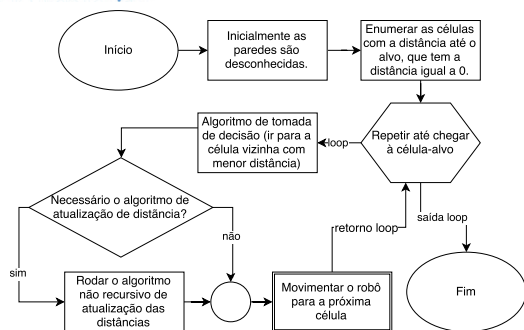 Início
Inicialmente as
paredes são
desconhecidas.
Enumerar as células
com a distância até o
alvo, que tem a
distância igual a 0.
Repetir até chegar
à célula-alvo
loop
Algoritmo de tomada
de decisão (ir para a
célula vizinha com
menor distância)
Necessário o algoritmo de
atualização de distância?
não
sim
Rodar o algoritmo
não recursivo de
atualização das
distâncias
Movimentar o robô
para a próxima
célula
retorno loop
saída loop
Fim